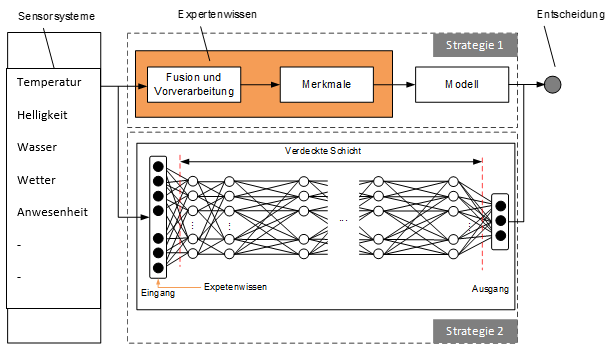 Sensorsysteme
Expertenwissen
Entscheidung
Strategie 1
Temperatur
Helligkeit
Wasser
Wetter
Anwesenheit
-
-
Fusion und
Vorverarbeitung
Merkmale
Modell
Verdeckte Schicht
...
Eingang
Expetenwissen
Ausgang
Strategie 2